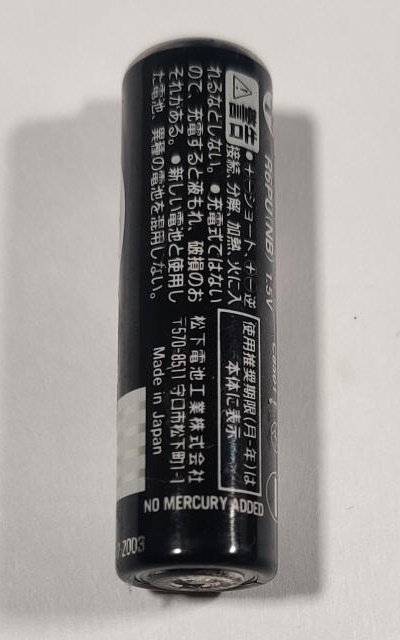 R6PU(NB) 1.5V
警告
●+-ショート、+-逆
接続、分解、加熱、火に入
れるなどしない。●充電式ではない
ので、充電すると液もれ、破損のお
それがある。●新しい電池と使用し
た電池、異種の電池を混用しない。
使用推奨期限(月-年)は
本体に表示
松下電池工業株式会社
〒570-8511 守口市松下町1-1
Made in Japan
NO MERCURY ADDED
2003